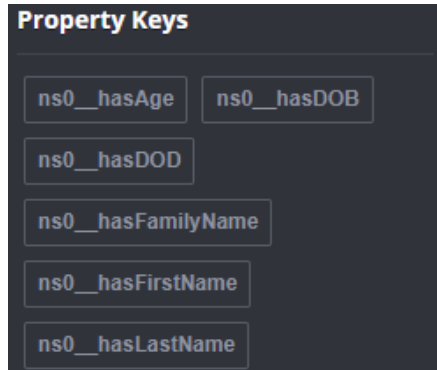 Property Keys
ns0__hasAge ns0__hasDOB
ns0__hasDOD
ns0__hasFamilyName
ns0__hasFirstName
ns0__hasLastName